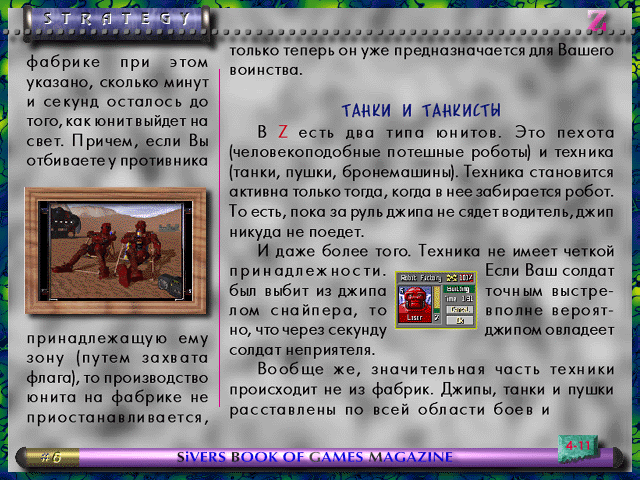 STRATEGY
Z
фабрике при этом
указано, сколько минут
и секунд осталось до
того, как юнит выйдет на
свет. Причем, если Вы
отбиваете у противника
принадлежащую ему
зону (путем захвата
флага), то производство
юнита на фабрике не
приостанавливается,
только теперь он уже предназначается для Вашего
воинства.
ТАНКИ И ТАНКИСТЫ
В Z есть два типа юнитов. Это пехота
(человекоподобные потешные роботы) и техника
(танки, пушки, бронемашины). Техника становится
активна только тогда, когда в нее забирается робот.
То есть, пока за руль джипа не сядет водитель, джип
никуда не поедет.
И даже более того. Техника не имеет четкой
принадлежности. Если Ваш солдат
был выбит из джипа точным выстре-
лом снайпера, то вполне вероят-
но, что через секунду джипом овладеет
солдат неприятеля.
Вообще же, значительная часть техники
происходит не из фабрик. Джипы, танки и пушки
расставлены по всей области боев и
Robot Factory
Building
Time
Laser
OK
#6
SiVERS BOOK OF GAMES MAGAZINE
4-11